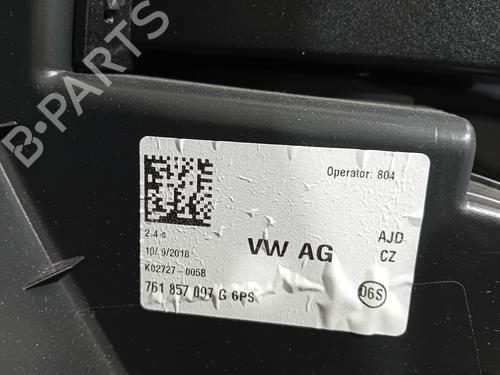 B-PARTS
Operator. 804
2.4-s
10/ 9/2018
VW AG
AJD
CZ
K02727-005B
761 857 097 G 6PS
06S